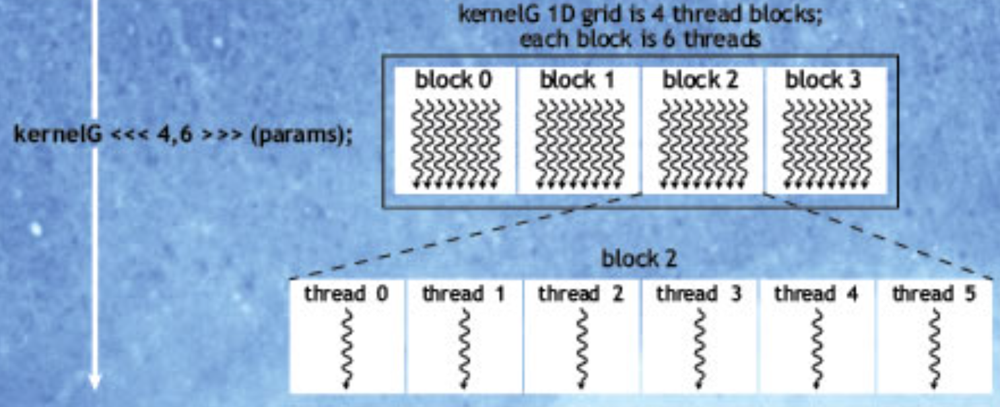 kernelG 1D grid is 4 thread blocks;
each block is 6 threads
block 0 block 1 block 2 block 3
kernelG <<< 4,6 >>> (params);
block 2
thread 0 thread 1 thread 2 thread 3 thread 4 thread 5